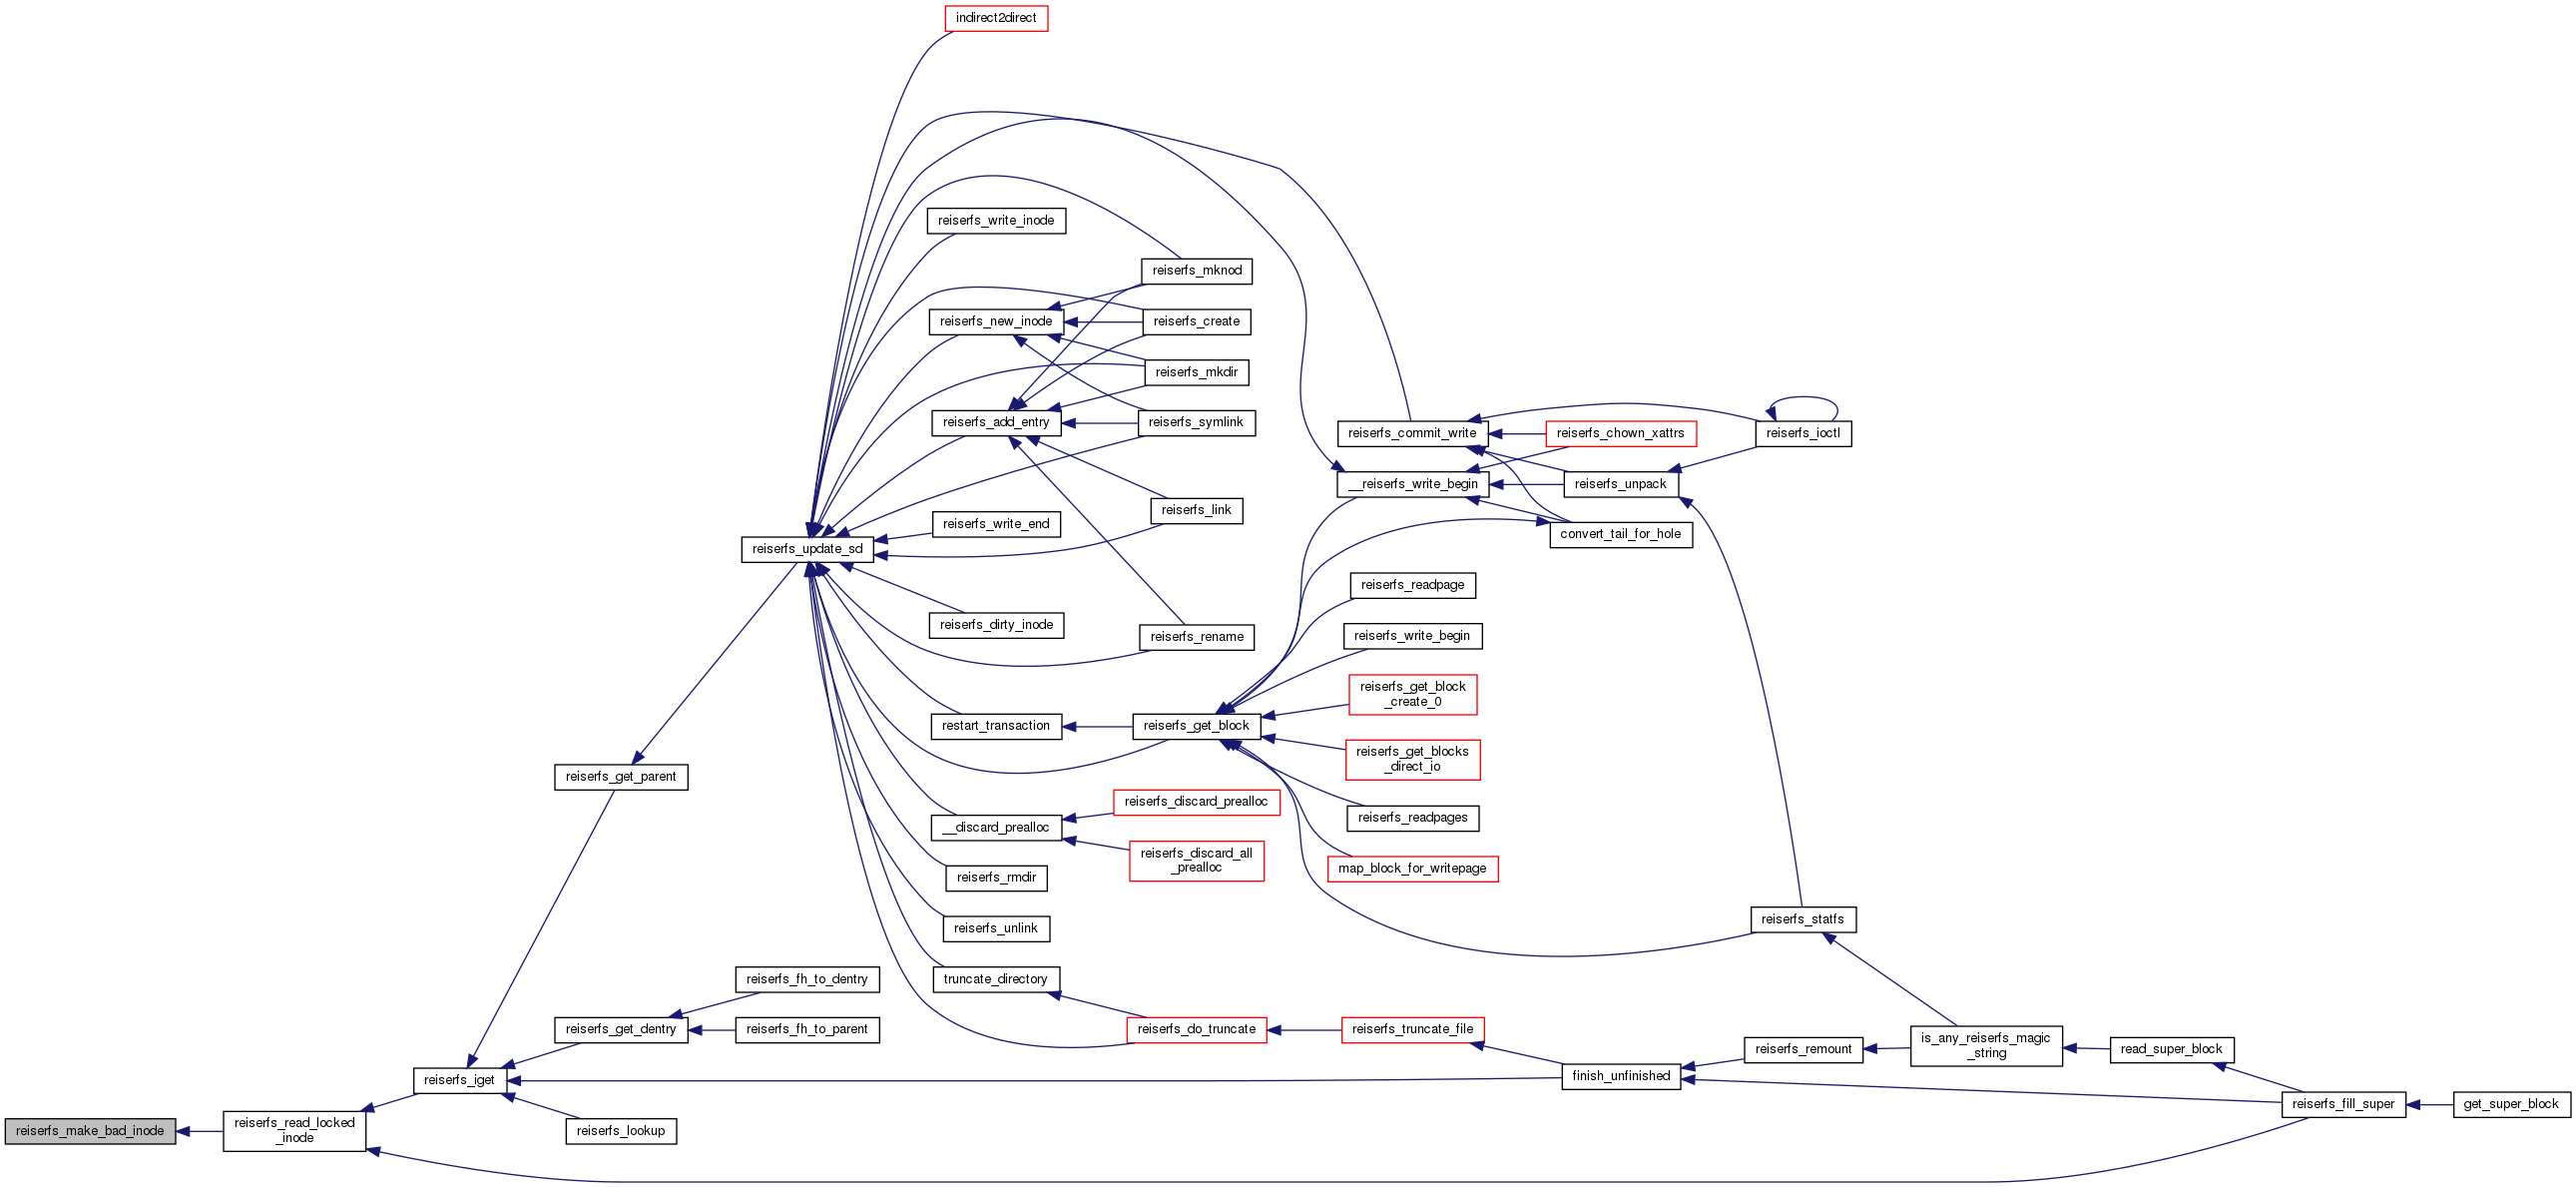 indirect2direct
reiserfs_write_inode
reiserfs_mknod
reiserfs_new_inode
reiserfs_create
reiserfs_mkdir
reiserfs_add_entry
reiserfs_symlink
reiserfs_commit_write
reiserfs_chown_xattrs
reiserfs_ioctl
__reiserfs_write_begin
reiserfs_unpack
reiserfs_link
reiserfs_write_end
convert_tail_for_hole
reiserfs_update_sd
reiserfs_readpage
reiserfs_dirty_inode
reiserfs_rename
reiserfs_write_begin
reiserfs_get_block
_create_0
restart_transaction
reiserfs_get_block
reiserfs_get_blocks
_direct_io
reiserfs_get_parent
reiserfs_discard_prealloc
reiserfs_readpages
__discard_prealloc
reiserfs_discard_all
_prealloc
map_block_for_writepage
reiserfs_rmdir
reiserfs_statfs
reiserfs_unlink
reiserfs_fh_to_dentry
truncate_directory
reiserfs_get_dentry
reiserfs_fh_to_parent
reiserfs_do_truncate
reiserfs_truncate_file
is_any_reiserfs_magic
_string
reiserfs_remount
read_super_block
reiserfs_iget
finish_unfinished
reiserfs_fill_super
get_super_block
reiserfs_make_bad_inode
reiserfs_read_locked
_inode
reiserfs_lookup